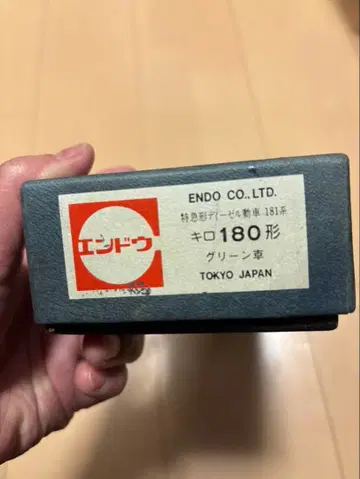 エンドウ
ENDO CO., LTD.
特急形ディーゼル動車 181系
キロ180形
グリーン車
TOKYO JAPAN